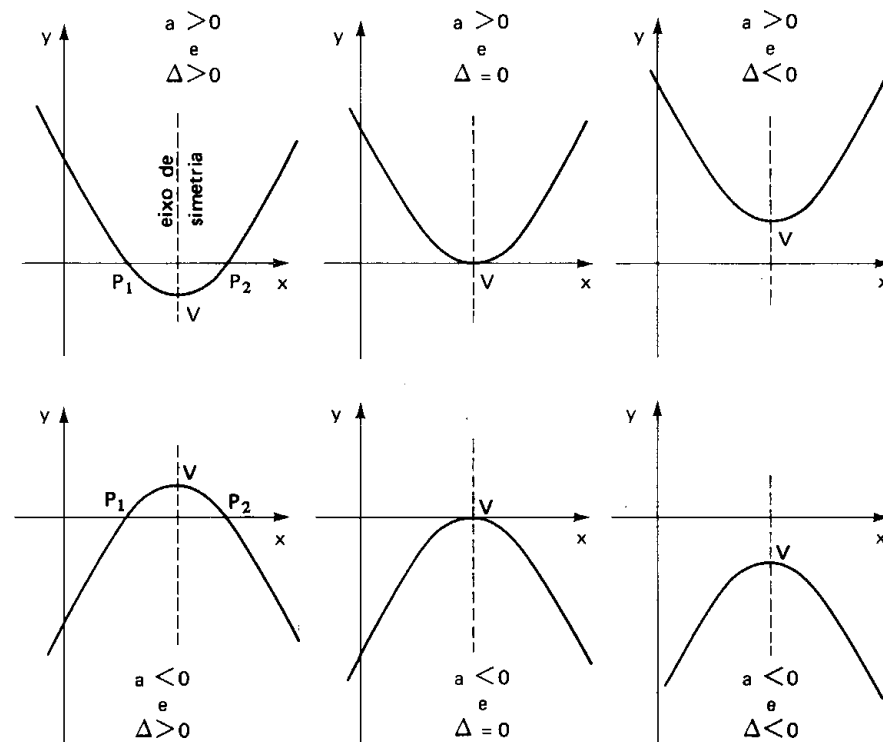 a >0
e
Δ>0
y
eixo de
simetria
P₁
P₂
x
V
a >0
e
Δ = 0
y
V
x
a >0
e
Δ<0
y
V
x
y
V
P₁
P₂
x
a <0
e
Δ>0
y
V
x
a <0
e
Δ = 0
y
V
x
a <0
e
Δ<0